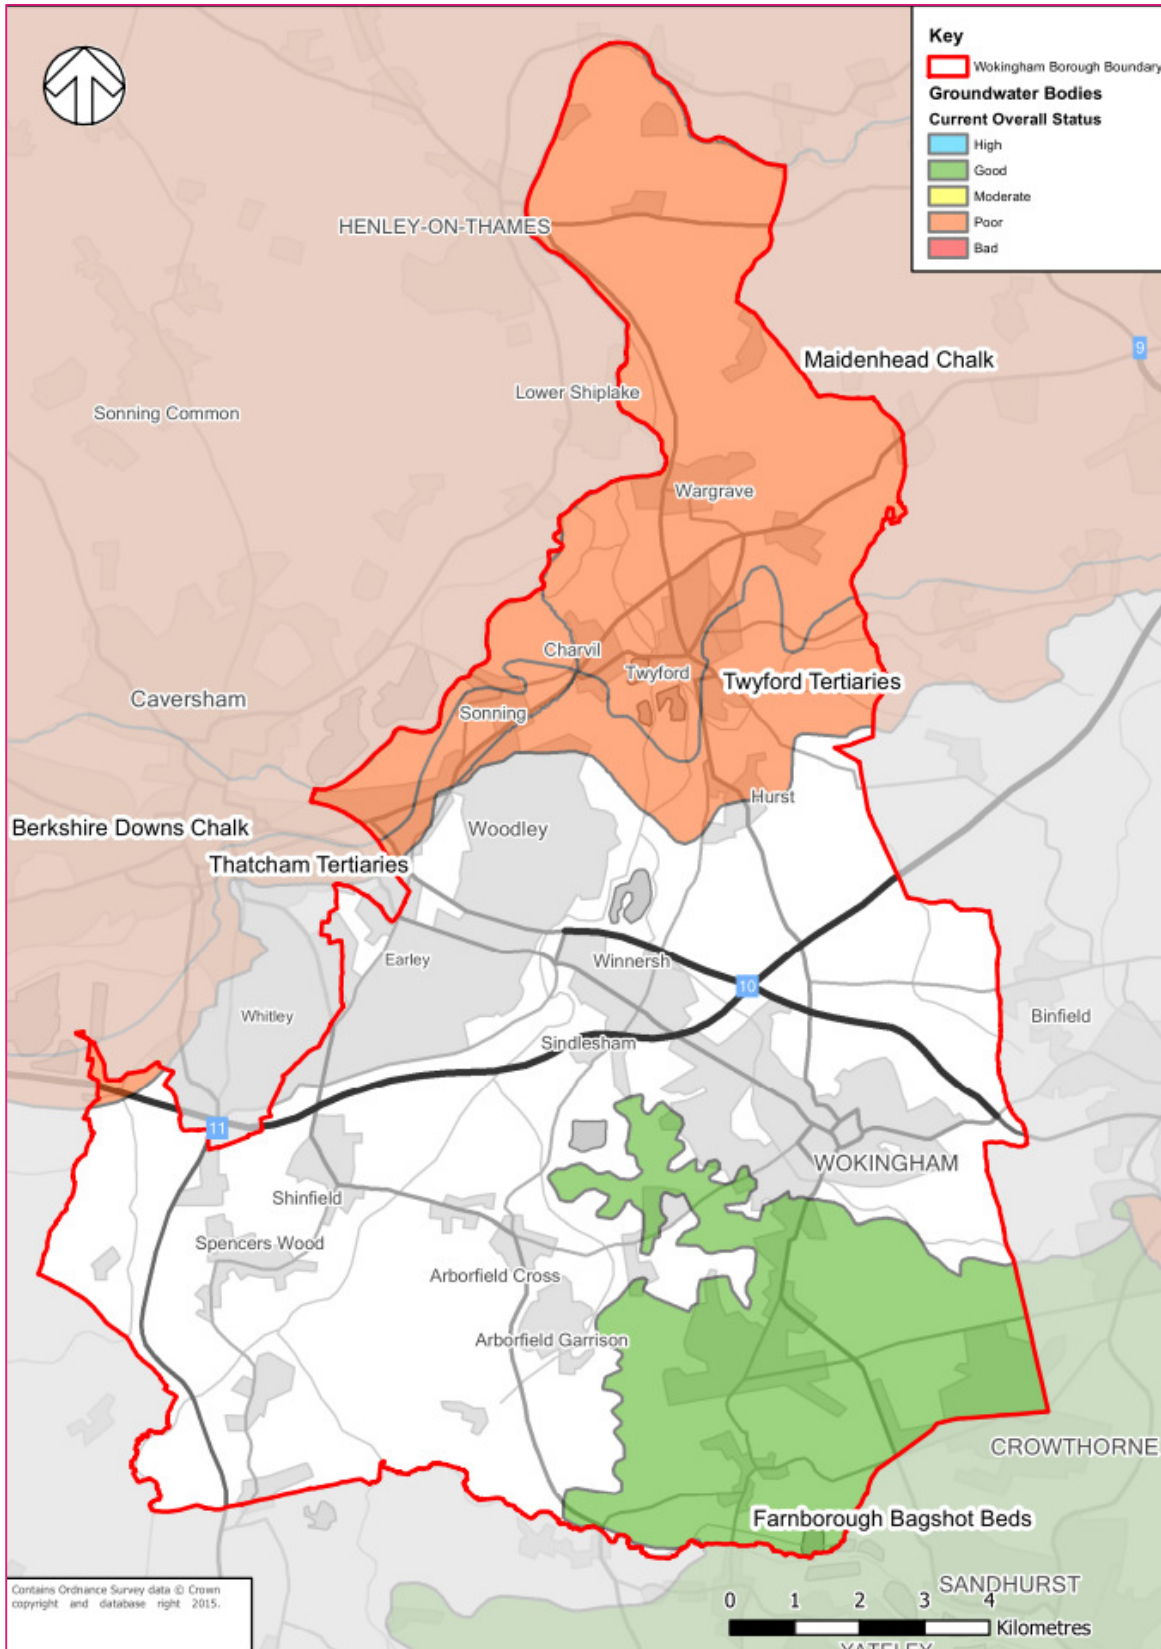 Key
Wokingham Borough Boundary
Groundwater Bodies
Current Overall Status
High
Good
Moderate
Poor
Bad
HENLEY-ON-THAMES
9
Maidenhead Chalk
Lower Shiplake
Sonning Common
Wargrave
Charvil
Twyford
Twyford Tertiaries
Caversham
Sonning
Hurst
Berkshire Downs Chalk
Woodley
Thatcham Tertiaries
Earley
Winnersh
10
Whitley
Binfield
Sindlesham
11
WOKINGHAM
Shinfield
Spencers Wood
Arborfield Cross
Arborfield Garrison
CROWTHORNE
Farnborough Bagshot Beds
SANDHURST
Contains Ordnance Survey data © Crown
copyright and database right 2015.
0 1 2 3 4
Kilometres
YATELEY